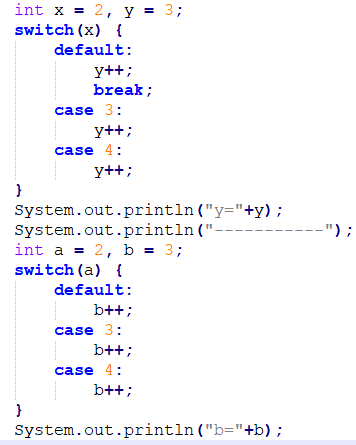 int x = 2, y = 3;
switch(x) {
    default:
        y++;
        break;
    case 3:
        y++;
    case 4:
        y++;
}
System.out.println("y="+y);
System.out.println("-----------");
int a = 2, b = 3;
switch(a) {
    default:
        b++;
    case 3:
        b++;
    case 4:
        b++;
}
System.out.println("b="+b);